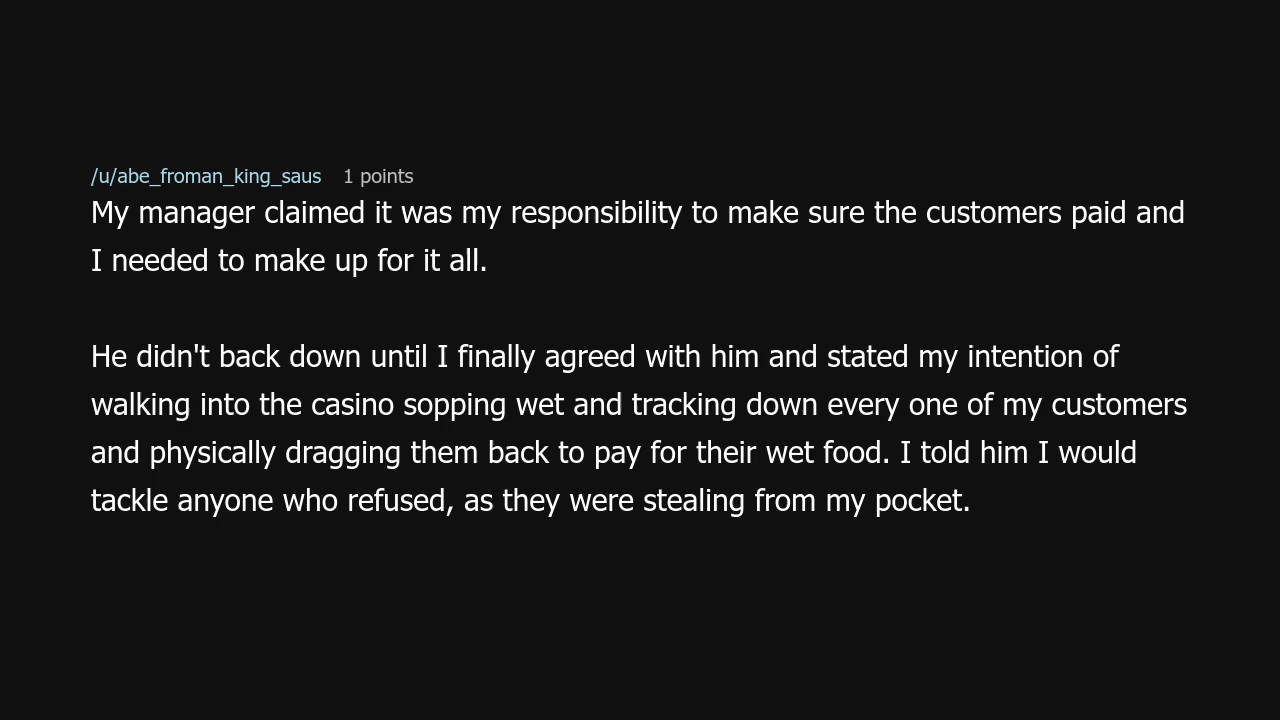 /u/abe_froman_king_saus 1 points
My manager claimed it was my responsibility to make sure the customers paid and
I needed to make up for it all.
He didn't back down until I finally agreed with him and stated my intention of
walking into the casino sopping wet and tracking down every one of my customers
and physically dragging them back to pay for their wet food. I told him I would
tackle anyone who refused, as they were stealing from my pocket.